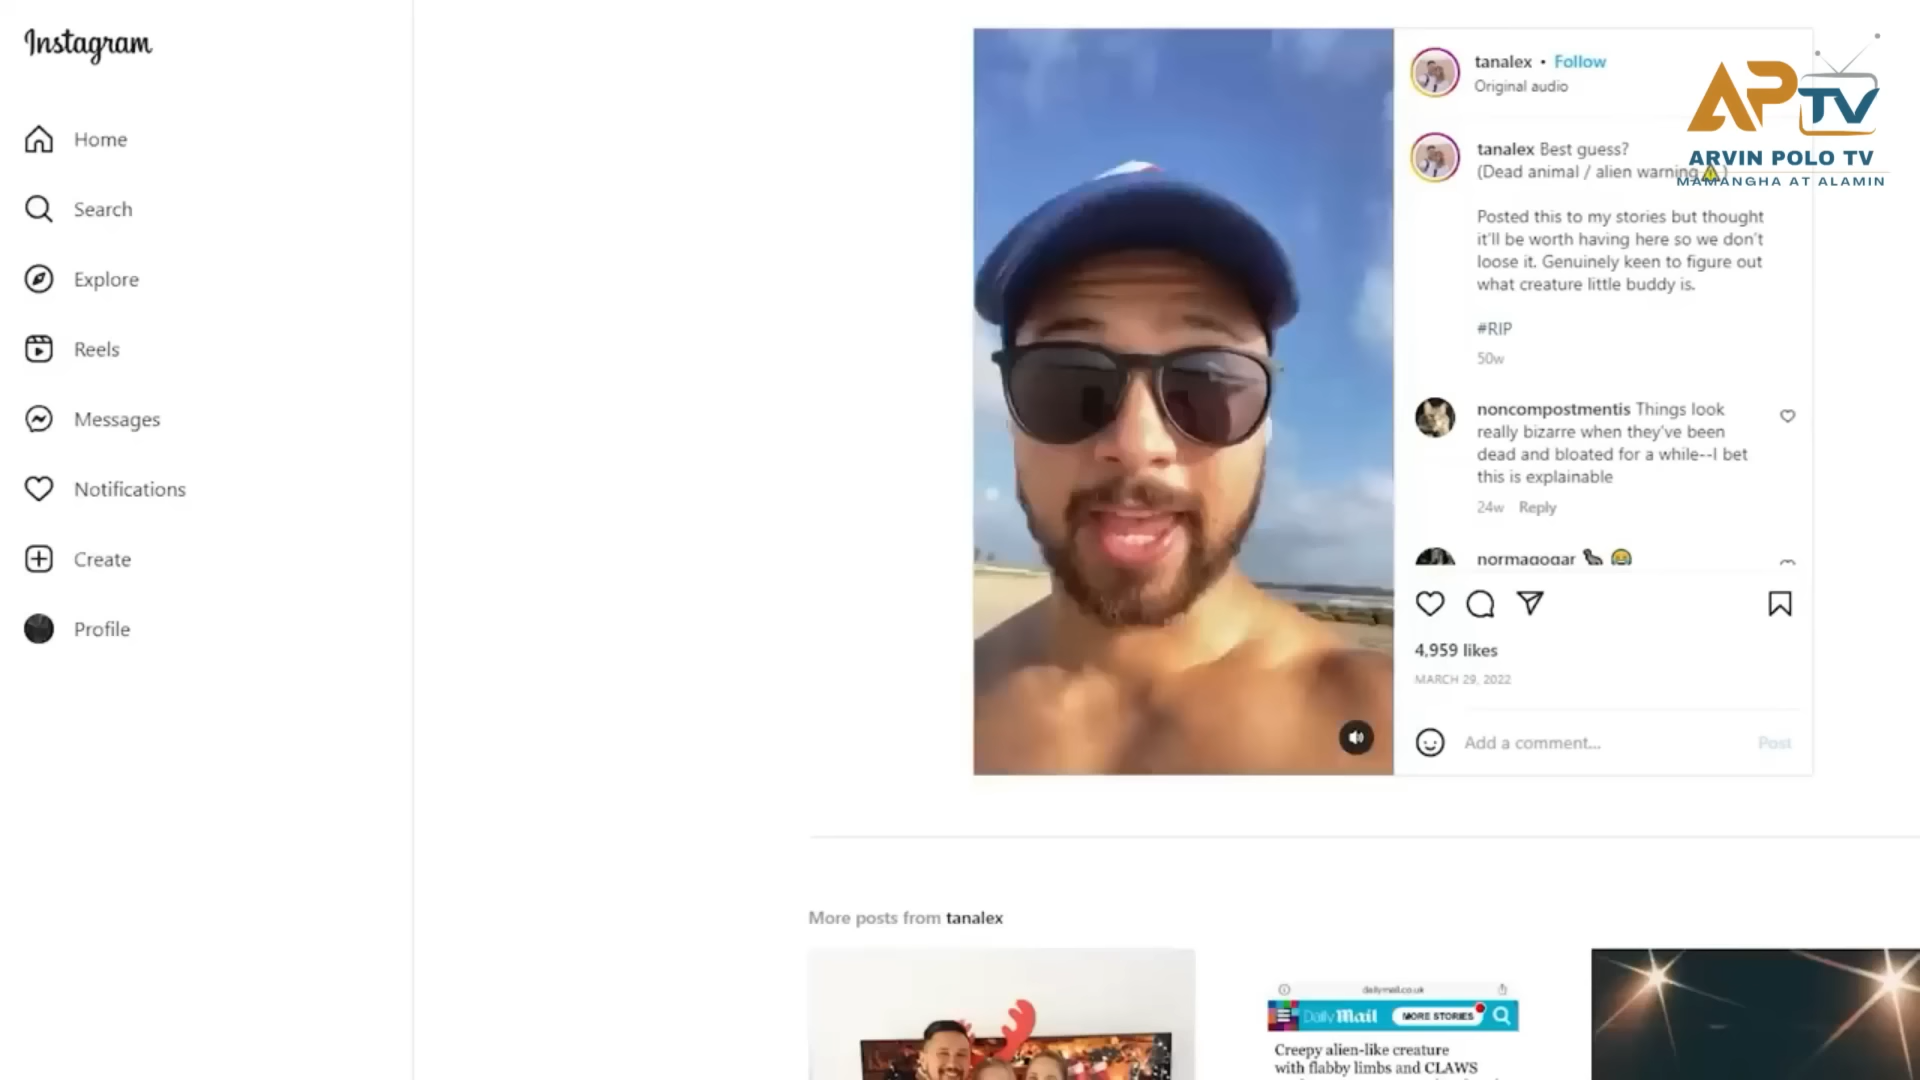 Instagram
Home
Search
Explore
Reels
Messages
Notifications
Create
Profile
tanalex • Follow
Original audio
APTV
ARVIN POLO TV
MAMANGHA AT ALAMIN
tanalex Best guess?
(Dead animal / alien warning ⚠️)
Posted this to my stories but thought
it'll be worth having here so we don't
loose it. Genuinely keen to figure out
what creature little buddy is.
#RIP
50w
noncompostmentis Things look
really bizarre when they've been
dead and bloated for a while--I bet
this is explainable
24w Reply
normagogar 🦕 😂
4,959 likes
MARCH 29, 2022
Add a comment... Post
More posts from tanalex
dailymail.co.uk
Daily Mail MORE STORIES
Creepy alien-like creature
with flabby limbs and CLAWS